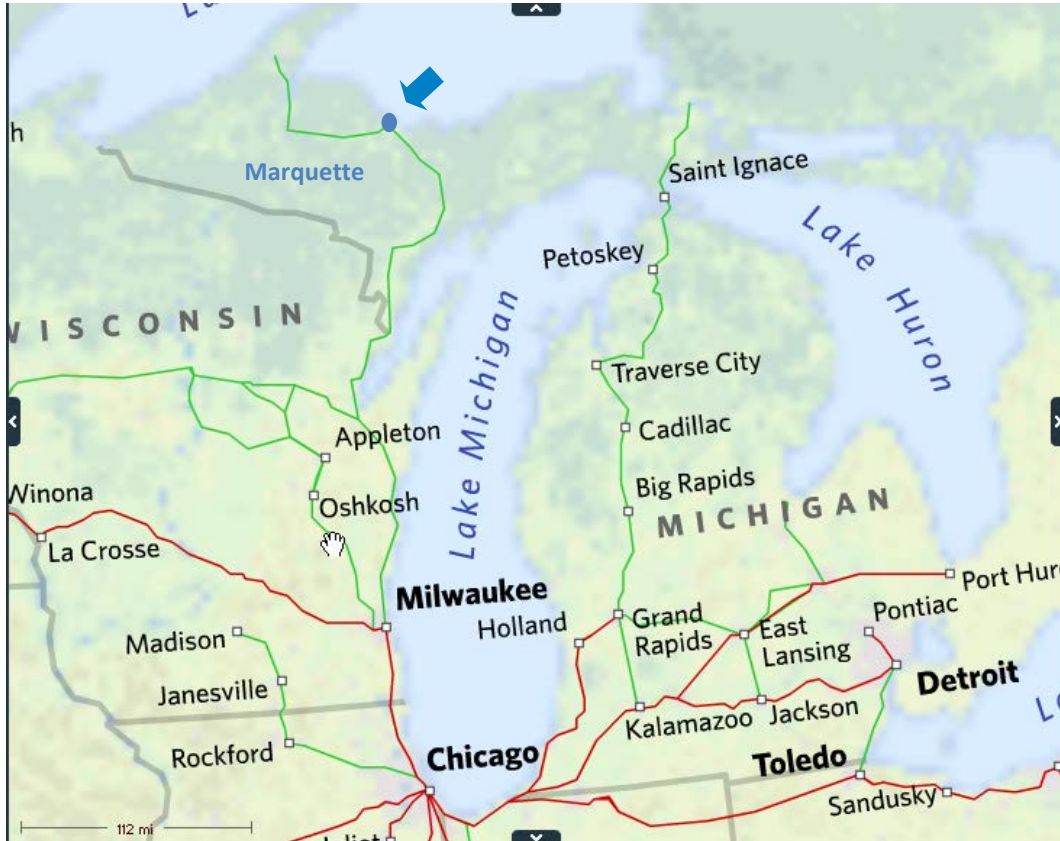 h
Marquette
Saint Ignace
Petoskey
Lake Huron
WISCONSIN
Lake Michigan
Traverse City
Appleton
Cadillac
Winona
Oshkosh
Big Rapids
MICHIGAN
La Crosse
Milwaukee
Holland
Grand
Rapids
East
Lansing
Pontiac
Port Huro
Madison
Janesville
Detroit
Kalamazoo
Jackson
Rockford
Chicago
Toledo
Sandusky
112 mi